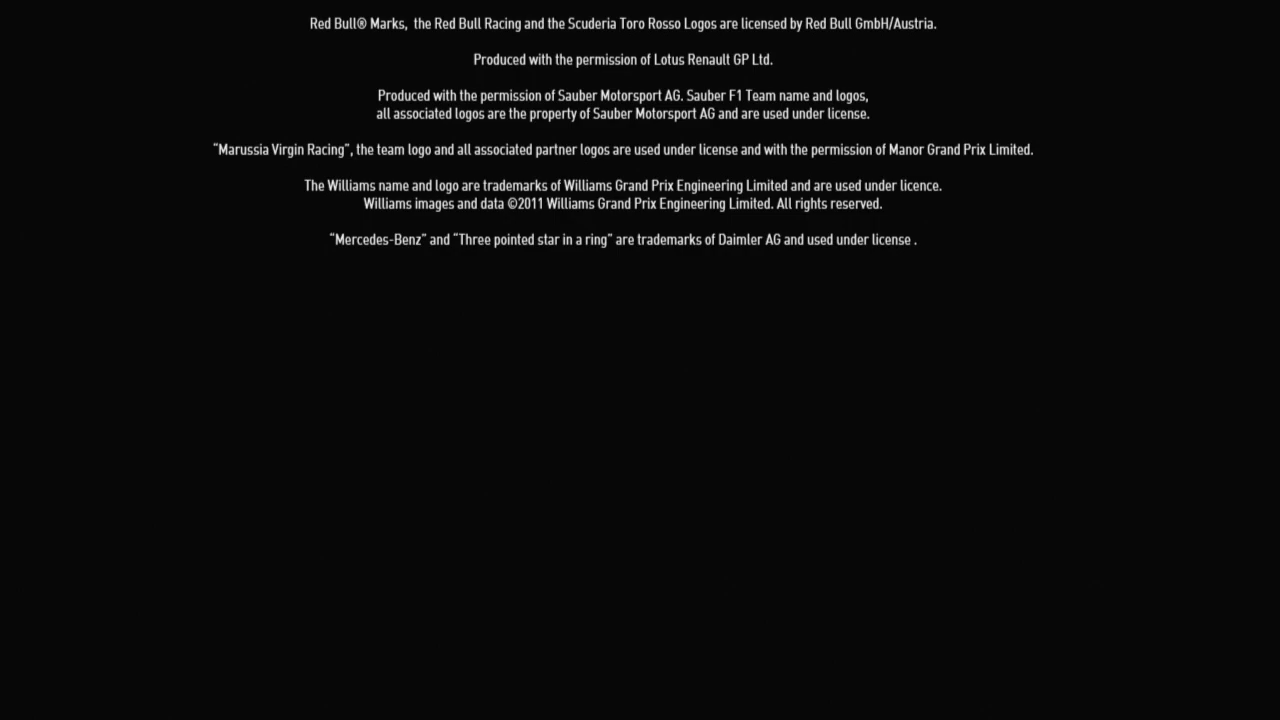 Red Bull® Marks,  the Red Bull Racing and the Scuderia Toro Rosso Logos are licensed by Red Bull GmbH/Austria.
Produced with the permission of Lotus Renault GP Ltd.
Produced with the permission of Sauber Motorsport AG. Sauber F1 Team name and logos,
all associated logos are the property of Sauber Motorsport AG and are used under license.
“Marussia Virgin Racing”, the team logo and all associated partner logos are used under license and with the permission of Manor Grand Prix Limited.
The Williams name and logo are trademarks of Williams Grand Prix Engineering Limited and are used under licence.
Williams images and data ©2011 Williams Grand Prix Engineering Limited. All rights reserved.
“Mercedes-Benz” and “Three pointed star in a ring” are trademarks of Daimler AG and used under license .